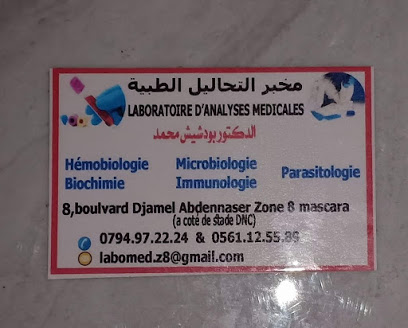 مخبر التحاليل الطبية
LABORATOIRE D'ANALYSES MEDICALES
الدكتور بودشيش محمد
Hémobiologie Microbiologie Parasitologie
Biochimie Immunologie
8,boulvard Djamel Abdennaser Zone 8 mascara
(a coté de stade DNC)
0794.97.22.24 & 0561.12.55.89
labomed.z8@gmail.com